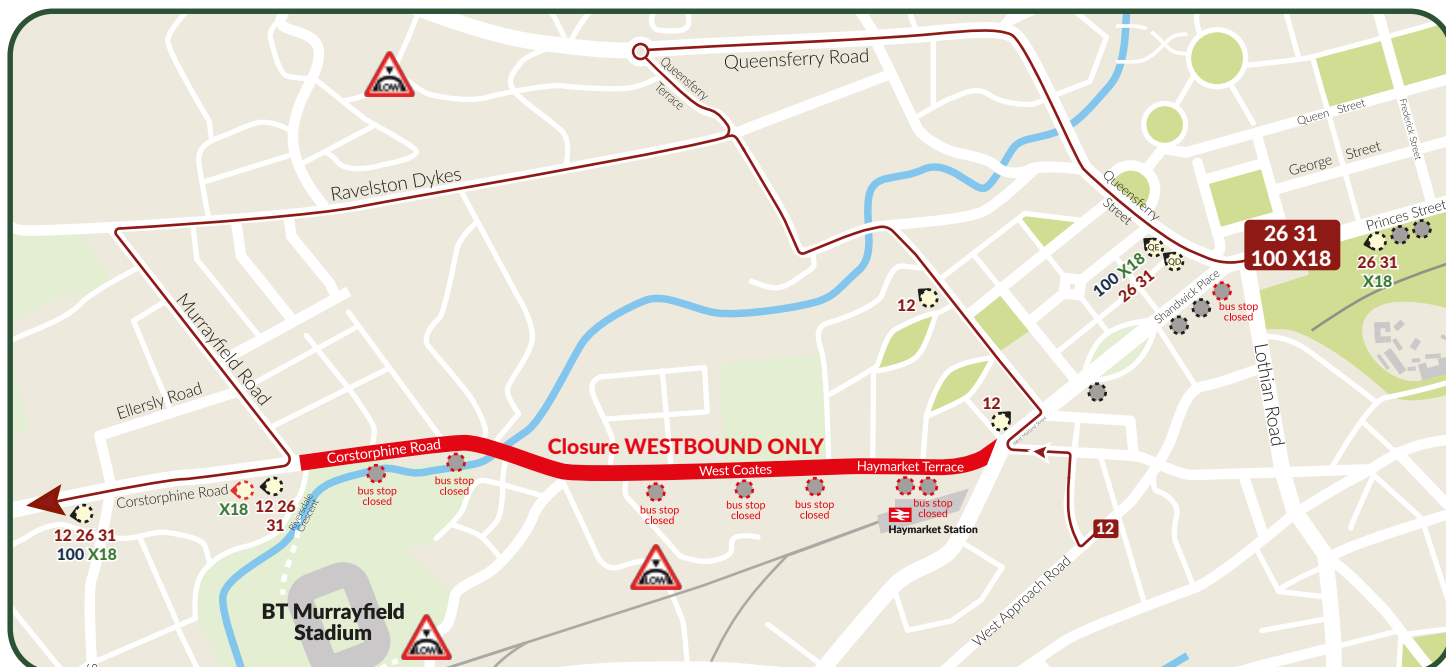 LOW
Queensferry Road
Queensferry
Terrace
Queen Street
Frederick Street
George Street
Princes Street
Ravelston Dykes
Queensferry
Street
26 31
100 X18
26 31
X18
QE
QD
100 X18
26 31
Shandwick Place
bus stop
closed
12
Murrayfield Road
Ellersly Road
Lothian Road
12
Closure WESTBOUND ONLY
Corstorphine Road
West Coates
Haymarket Terrace
bus stop
closed
bus stop
closed
bus stop
closed
bus stop
closed
bus stop
closed
bus stop
closed
Haymarket Station
Corstorphine Road
X18
12 26
31
Riversdale
Crescent
12 26 31
100 X18
12
West Approach Road
LOW
BT Murrayfield
Stadium
LOW